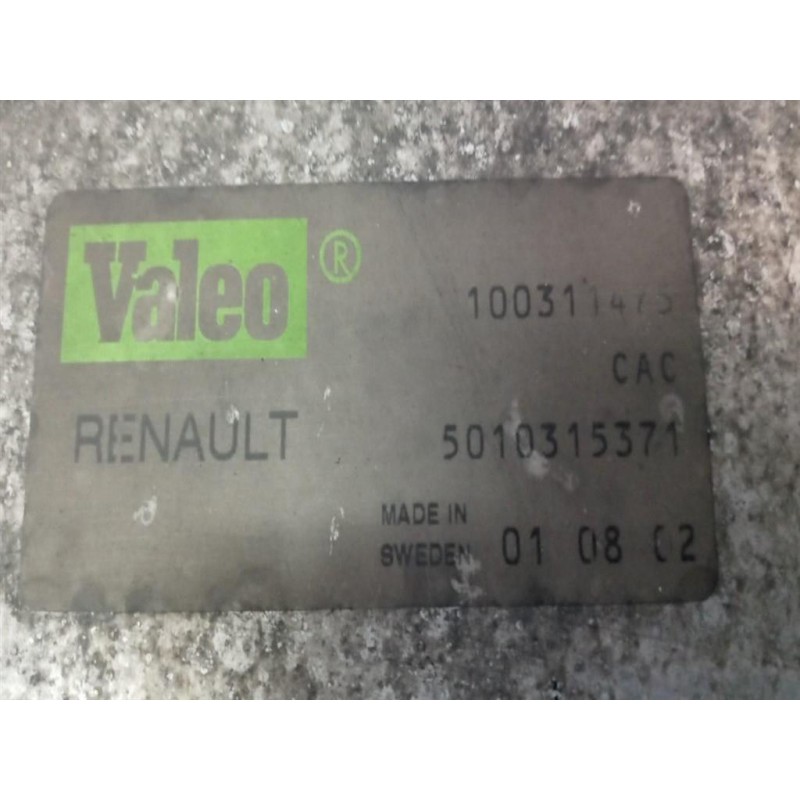 Valeo ®
100311475
CAC
RENAULT 5010315371
MADE IN
SWEDEN 01 08 02